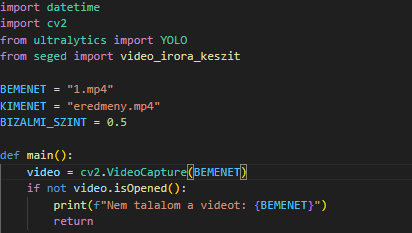 import datetime
import cv2
from ultralytics import YOLO
from seged import video_irora_keszit

BEMENET = "1.mp4"
KIMENET = "eredmeny.mp4"
BIZALMI_SZINT = 0.5

def main():
    video = cv2.VideoCapture(BEMENET)
    if not video.isOpened():
        print(f"Nem talalom a videot: {BEMENET}")
        return